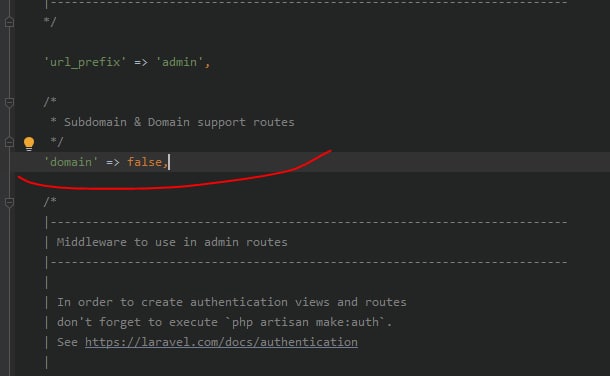 |--------------------------------------------------------------------------
*/
'url_prefix' => 'admin',
/*
* Subdomain & Domain support routes
*/
'domain' => false,
/*
|--------------------------------------------------------------------------
| Middleware to use in admin routes
|--------------------------------------------------------------------------
|
| In order to create authentication views and routes
| don't forget to execute `php artisan make:auth`.
| See https://laravel.com/docs/authentication
|